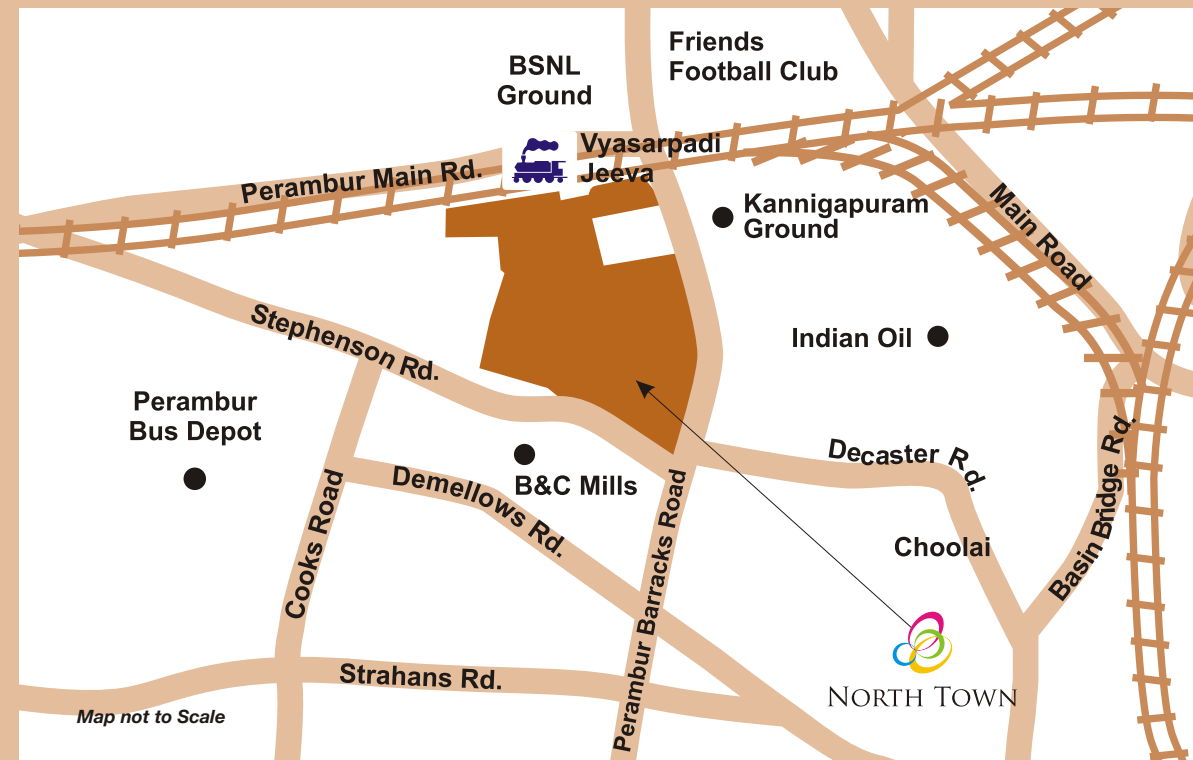 Friends
Football Club
BSNL
Ground
Vyasarpadi
Jeeva
Perambur Main Rd.
Kannigapuram
Ground
Main Road
Stephenson Rd.
Indian Oil
Perambur
Bus Depot
Decaster Rd.
Basin Bridge Rd.
Demellows Rd.
B&C Mills
Cooks Road
Perambur Barracks Road
Choolai
Strahans Rd.
NORTH TOWN
Map not to Scale